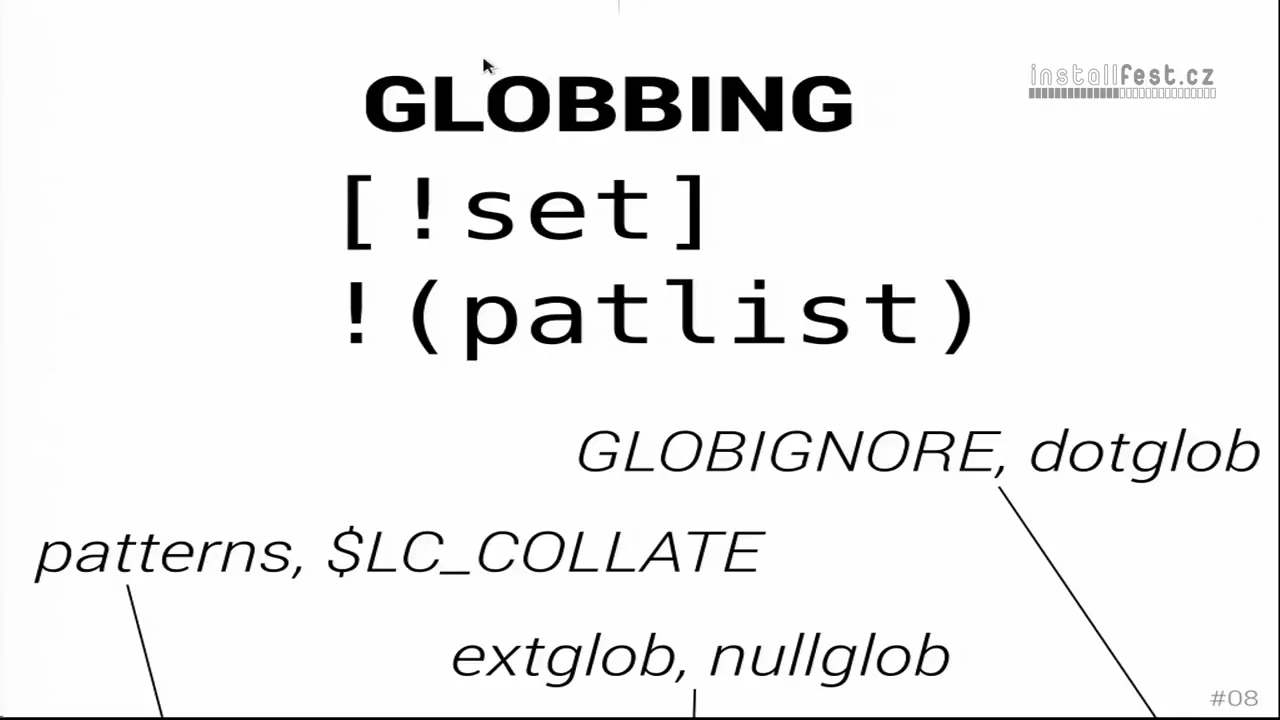 installfest.cz
GLOBBING
[!set]
!(patlist)
GLOBIGNORE, dotglob
patterns, $LC_COLLATE
extglob, nullglob
#08